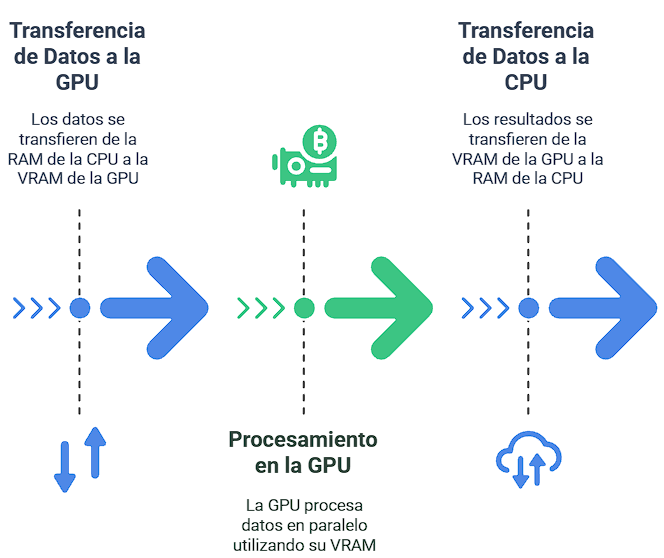 Transferencia
de Datos a la
GPU
Los datos se
transfieren de la
RAM de la CPU a la
VRAM de la GPU
Procesamiento
en la GPU
La GPU procesa
datos en paralelo
utilizando su VRAM
Transferencia
de Datos a la
CPU
Los resultados se
transfieren de la
VRAM de la GPU a la
RAM de la CPU